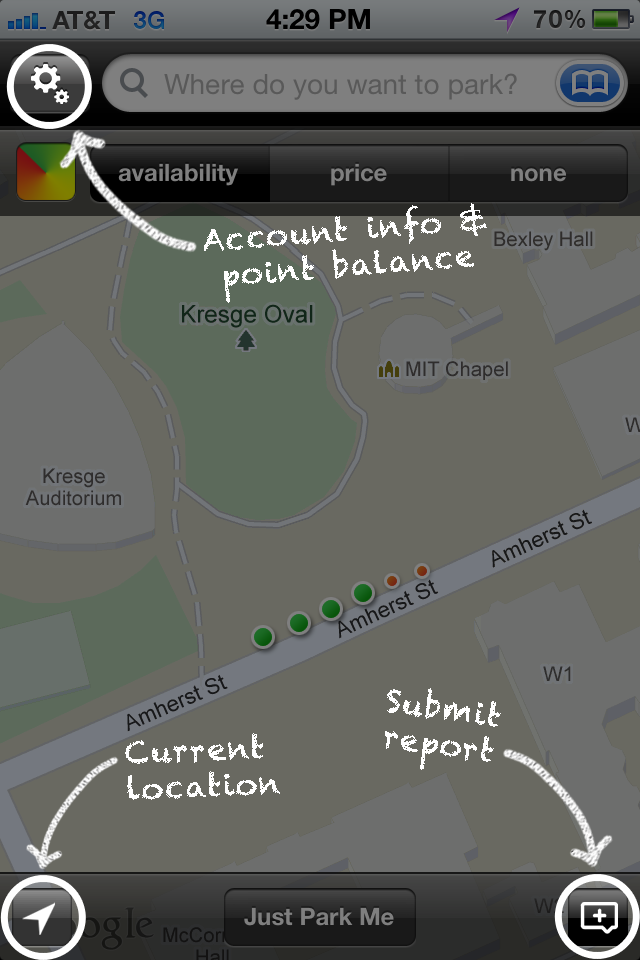 AT&T 3G 4:29 PM 70%
Where do you want to park?
availability price none
Account info &
point balance
Bexley Hall
Kresge Oval
MIT Chapel
W
Kresge
Auditorium
Amherst St
Amherst St
W1
Amherst St
Submit
report
Current
location
Just Park Me
ogle
McCor
Hall
W